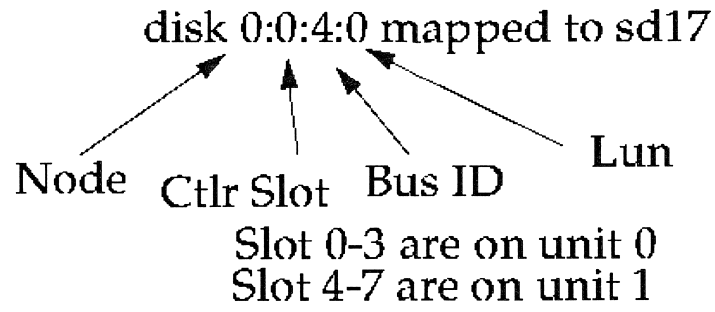 disk 0:0:4:0 mapped to sd17
Node Ctlr Slot Bus ID Lun
Slot 0-3 are on unit 0
Slot 4-7 are on unit 1